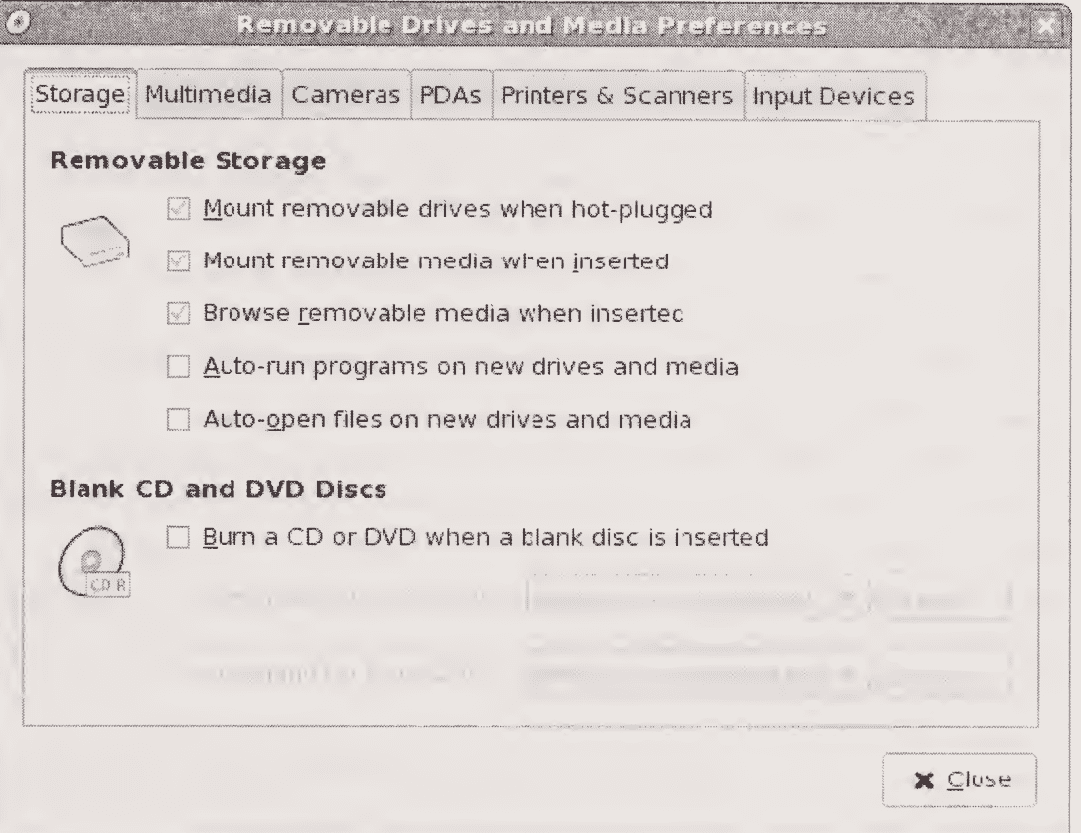 Removable Drives and Media Preferences
Storage Multimedia Cameras PDAs Printers & Scanners Input Devices
Removable Storage
Mount removable drives when hot-plugged
Mount removable media when inserted
Browse removable media when inserted
Auto-run programs on new drives and media
Auto-open files on new drives and media
Blank CD and DVD Discs
Burn a CD or DVD when a blank disc is inserted
CD R
Close